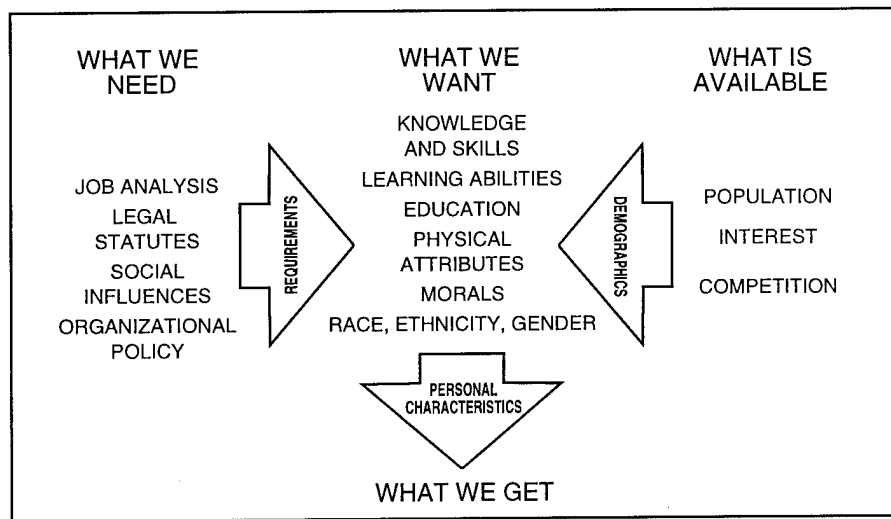 WHAT WE
NEED
JOB ANALYSIS
LEGAL
STATUTES
SOCIAL
INFLUENCES
ORGANIZATIONAL
POLICY
REQUIREMENTS
WHAT WE
WANT
KNOWLEDGE
AND SKILLS
LEARNING ABILITIES
EDUCATION
PHYSICAL
ATTRIBUTES
MORALS
RACE, ETHNICITY, GENDER
DEMOGRAPHICS
WHAT IS
AVAILABLE
POPULATION
INTEREST
COMPETITION
PERSONAL
CHARACTERISTICS
WHAT WE GET